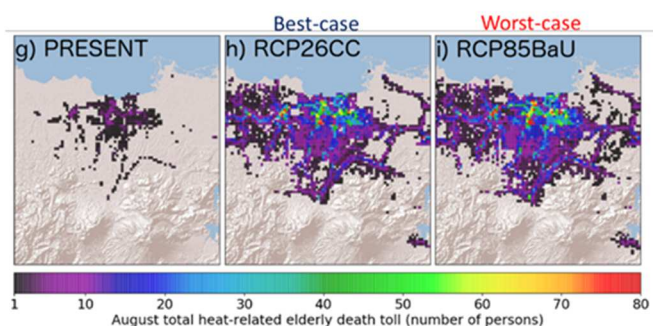 Best-case Worst-case
g) PRESENT h) RCP26CC i) RCP85BaU
1 10 20 30 40 50 60 70 80
August total heat-related elderly death toll (number of persons)